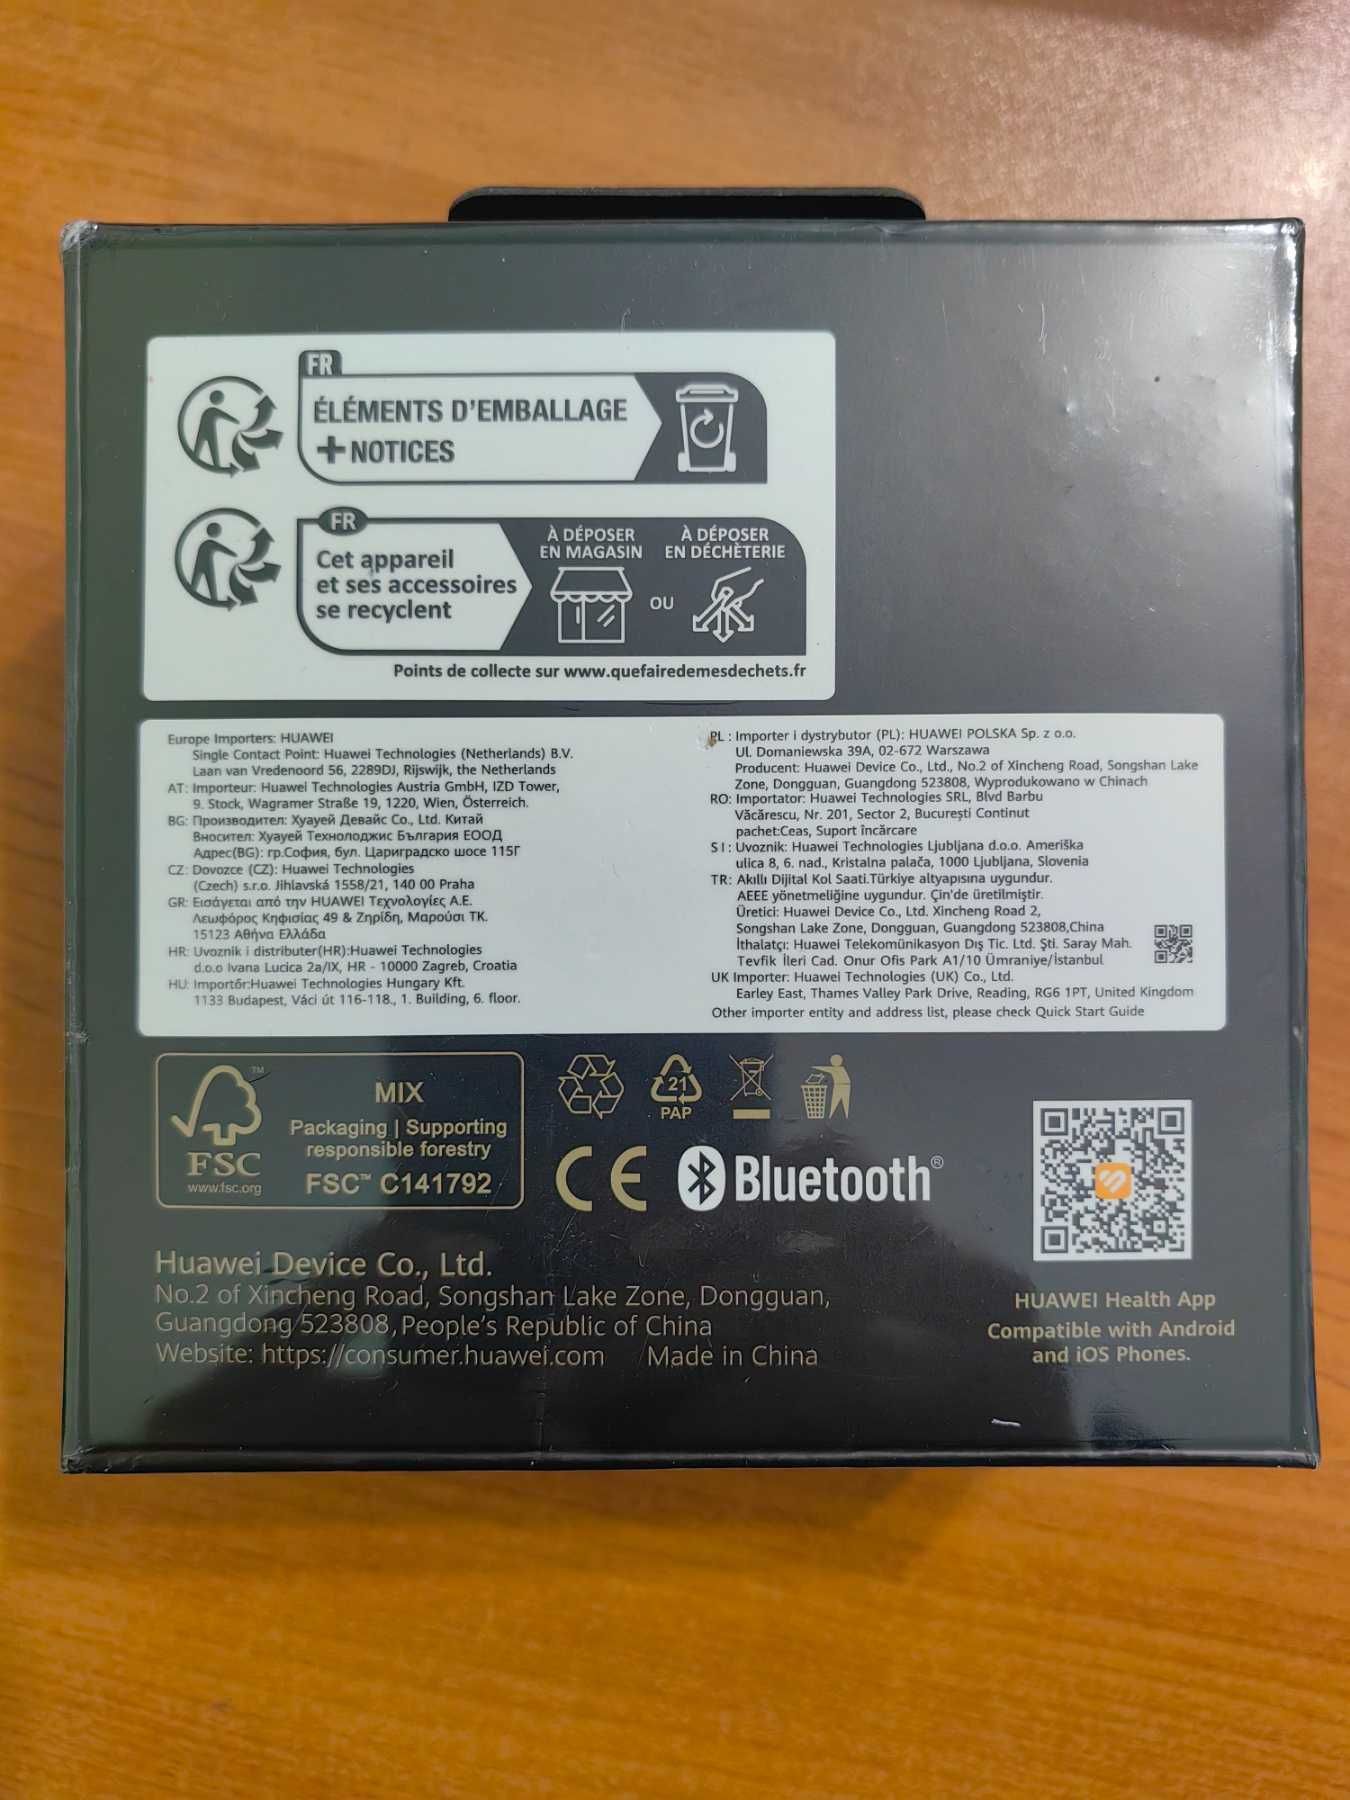 FR
ÉLÉMENTS D'EMBALLAGE
+NOTICES
FR
Cet appareil
et ses accessoires
se recyclent
À DÉPOSER
EN MAGASIN
OU
À DÉPOSER
EN DÉCHÈTERIE
Points de collecte sur www.quefairedemesdechets.fr
Europe Importers: HUAWEI
Single Contact Point: Huawei Technologies (Netherlands) B.V.
Laan van Vredenoord 56, 2289DJ, Rijswijk, the Netherlands
AT: Importeur: Huawei Technologies Austria GmbH, IZD Tower,
9. Stock, Wagramer Straße 19, 1220, Wien, Österreich.
BG: Производител: Хуауей Девайс Co., Ltd. Китай
Вносител: Хуауей Технолоджис България ЕООД
Адрес(BG): гр.София, бул. Цариградско шосе 115Г
CZ: Dovozce (CZ): Huawei Technologies
(Czech) s.r.o. Jihlavská 1558/21, 140 00 Praha
GR: Εισάγεται από την HUAWEI Τεχνολογίες Α.Ε.
Λεωφόρος Κηφισίας 49 & Ζηρίδη, Μαρούσι ΤΚ.
15123 Αθήνα Ελλάδα
HR: Uvoznik i distributer(HR):Huawei Technologies
d.o.o Ivana Lucica 2a/IX, HR - 10000 Zagreb, Croatia
HU: Importőr:Huawei Technologies Hungary Kft.
1133 Budapest, Váci út 116-118., 1. Building, 6. floor.
PL : Importer i dystrybutor (PL): HUAWEI POLSKA Sp. z o.o.
Ul. Domaniewska 39A, 02-672 Warszawa
Producent: Huawei Device Co., Ltd., No.2 of Xincheng Road, Songshan Lake
Zone, Dongguan, Guangdong 523808, Wyprodukowano w Chinach
RO: Importator: Huawei Technologies SRL, Blvd Barbu
Văcărescu, Nr. 201, Sector 2, București Continut
pachet:Ceas, Suport încărcare
S I : Uvoznik: Huawei Technologies Ljubljana d.o.o. Ameriška
ulica 8, 6. nad., Kristalna palača, 1000 Ljubljana, Slovenia
TR: Akıllı Dijital Kol Saati.Türkiye altyapısına uygundur.
AEEE yönetmeliğine uygundur. Çin'de üretilmiştir.
Üretici: Huawei Device Co., Ltd. Xincheng Road 2,
Songshan Lake Zone, Dongguan, Guangdong 523808,China
İthalatçı: Huawei Telekomünikasyon Dış Tic. Ltd. Şti. Saray Mah.
Tevfik İleri Cad. Onur Ofis Park A1/10 Ümraniye/İstanbul
UK Importer: Huawei Technologies (UK) Co., Ltd.
Earley East, Thames Valley Park Drive, Reading, RG6 1PT, United Kingdom
Other importer entity and address list, please check Quick Start Guide
FSC™
www.fsc.org
MIX
Packaging | Supporting
responsible forestry
FSC™ C141792
21
PAP
CE
Bluetooth®
Huawei Device Co., Ltd.
No.2 of Xincheng Road, Songshan Lake Zone, Dongguan,
Guangdong 523808, People's Republic of China
Website: https://consumer.huawei.com Made in China
HUAWEI Health App
Compatible with Android
and iOS Phones.